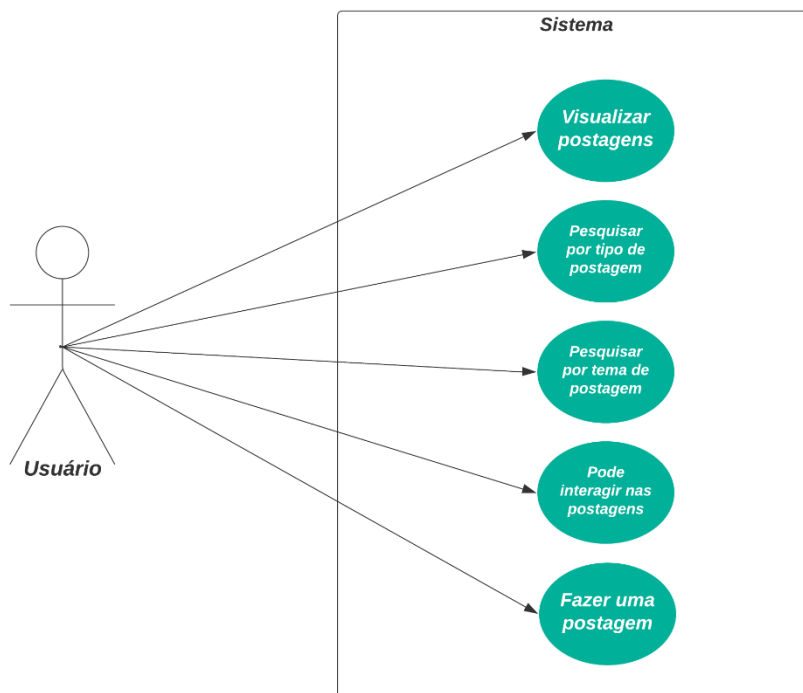 Sistema
Visualizar
postagens
Pesquisar
por tipo de
postagem
Pesquisar
por tema de
postagem
Pode
interagir nas
postagens
Fazer uma
postagem
Usuário